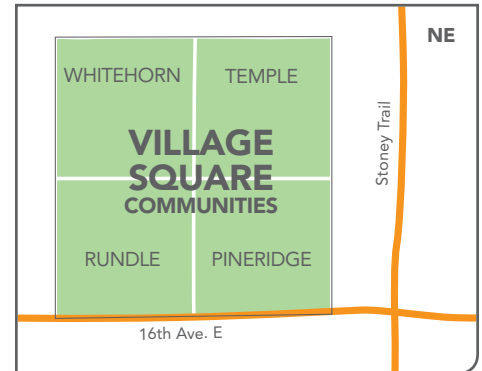 NE
WHITEHORN
TEMPLE
VILLAGE
SQUARE
COMMUNITIES
Stoney Trail
RUNDLE
PINERIDGE
16th Ave. E